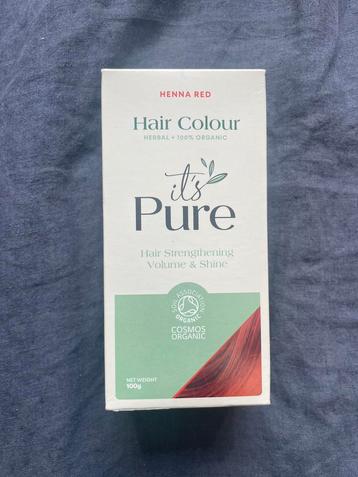 HENNA RED
Hair Colour
HERBAL + 100% ORGANIC
it's
Pure
Hair Strengthening
Volume & Shine
SOIL ASSOCIATION
ORGANIC
COSMOS
ORGANIC
NET WEIGHT
100g